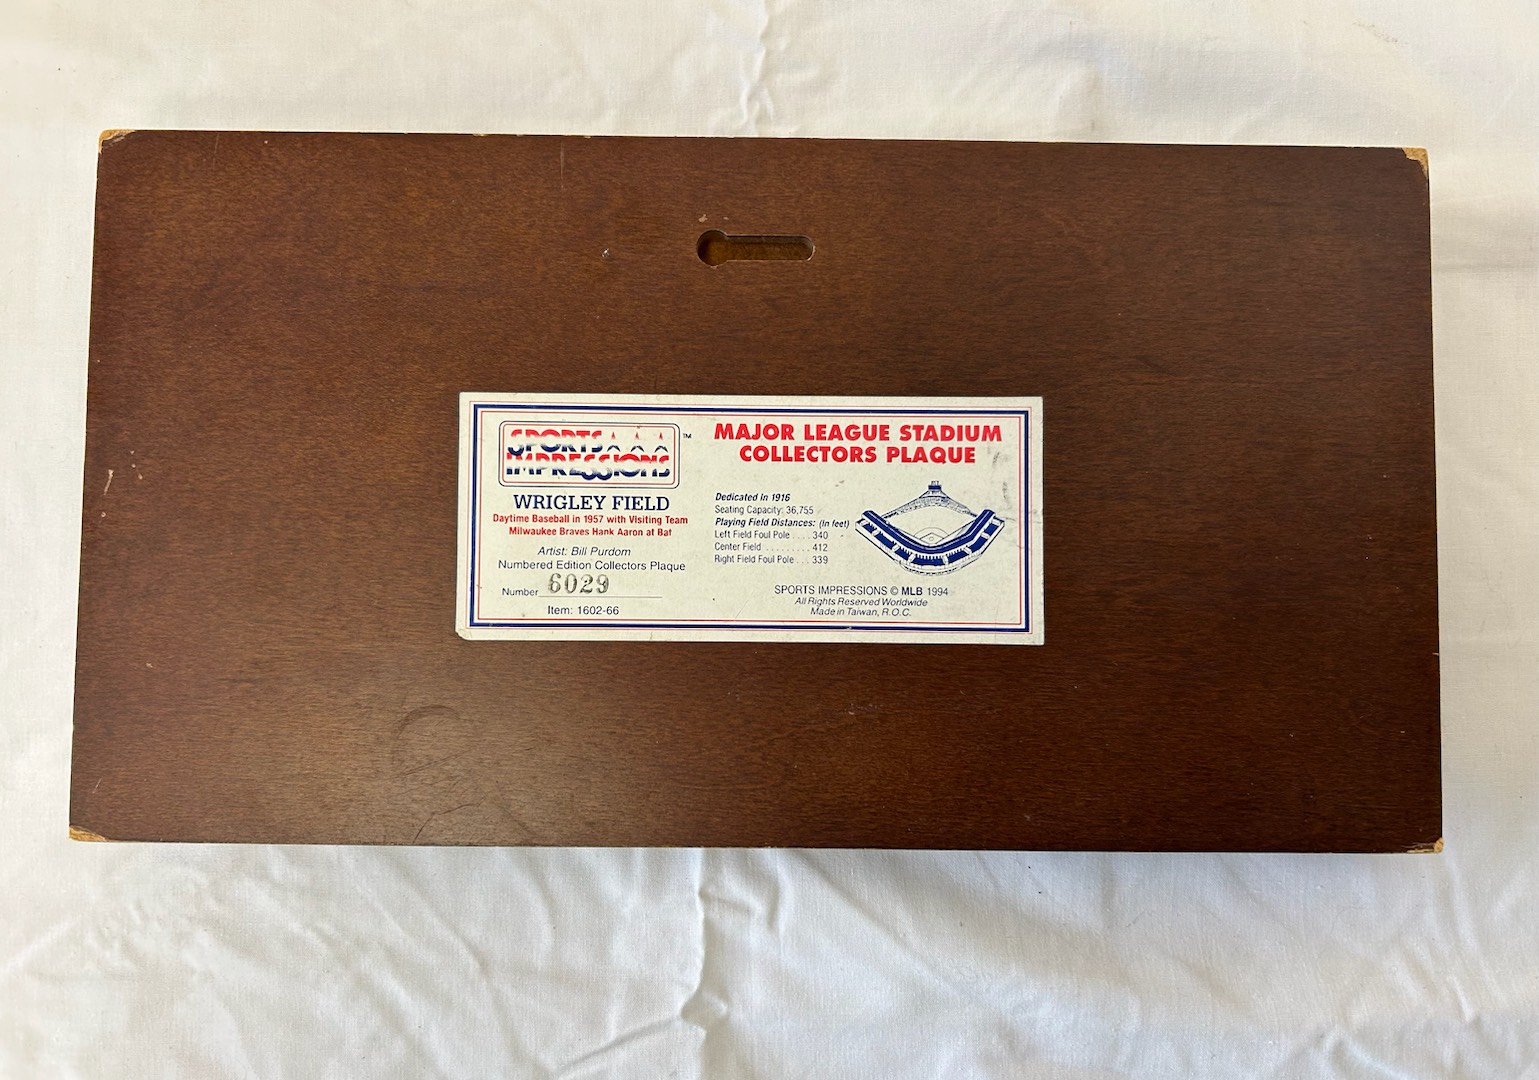 SPORTS
IMPRESSIONS ™
WRIGLEY FIELD
Daytime Baseball in 1957 with Visiting Team
Milwaukee Braves Hank Aaron at Bat
Artist: Bill Purdom
Numbered Edition Collectors Plaque
Number 6029
Item: 1602-66
MAJOR LEAGUE STADIUM
COLLECTORS PLAQUE
Dedicated in 1916
Seating Capacity: 36,755
Playing Field Distances: (In feet)
Left Field Foul Pole .... 340
Center Field ......... 412
Right Field Foul Pole ... 339
SPORTS IMPRESSIONS © MLB 1994
All Rights Reserved Worldwide
Made in Taiwan, R.O.C.